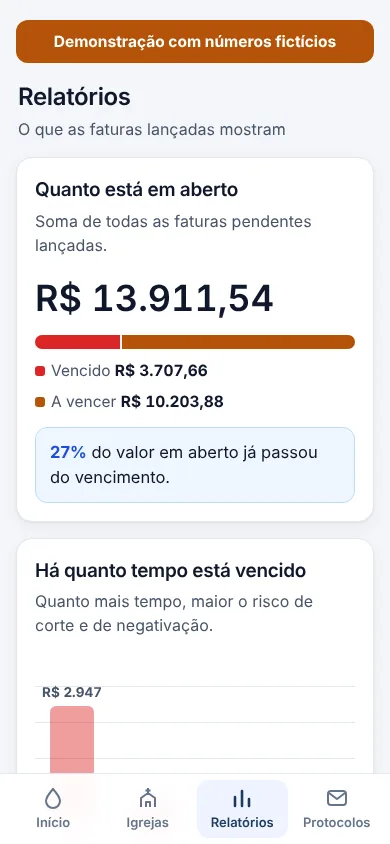 Demonstração com números fictícios
Relatórios
O que as faturas lançadas mostram
Quanto está em aberto
Soma de todas as faturas pendentes
lançadas.
R$ 13.911,54
Vencido R$ 3.707,66
A vencer R$ 10.203,88
27% do valor em aberto já passou
do vencimento.
Há quanto tempo está vencido
Quanto mais tempo, maior o risco de
corte e de negativação.
R$ 2.947
Início
Igrejas
Relatórios
Protocolos